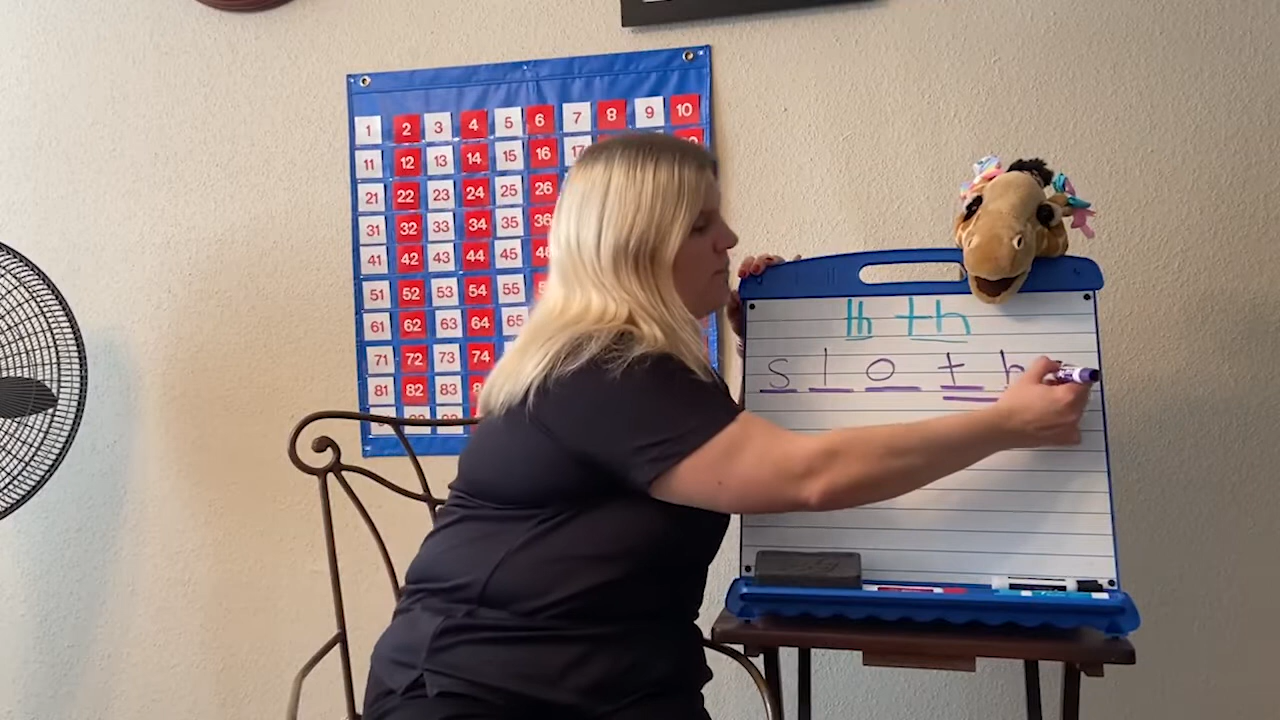 1 2 3 4 5 6 7 8 9 10
11 12 13 14 15 16 17
21 22 23 24 25 26
31 32 33 34 35 36
41 42 43 44 45
51 52 53 54 55
61 62 63 64 65
71 72 73 74
81 82 83
th th
s l o t h